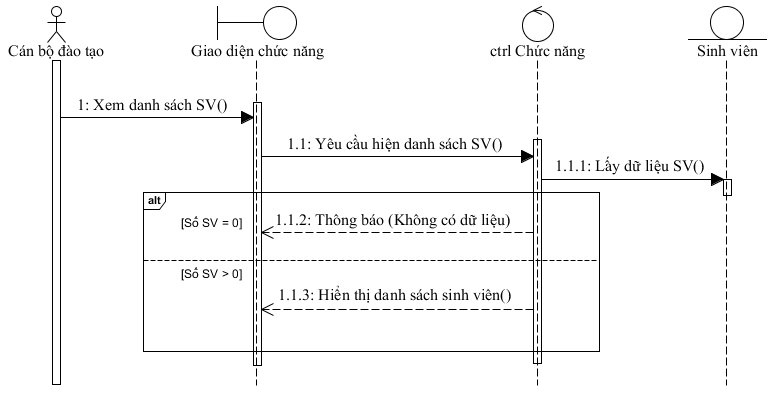 Cán bộ đào tạo
Giao diện chức năng
ctrl Chức năng
Sinh viên
1: Xem danh sách SV()
1.1: Yêu cầu hiện danh sách SV()
1.1.1: Lấy dữ liệu SV()
alt
[Số SV = 0]
1.1.2: Thông báo (Không có dữ liệu)
[Số SV > 0]
1.1.3: Hiển thị danh sách sinh viên()